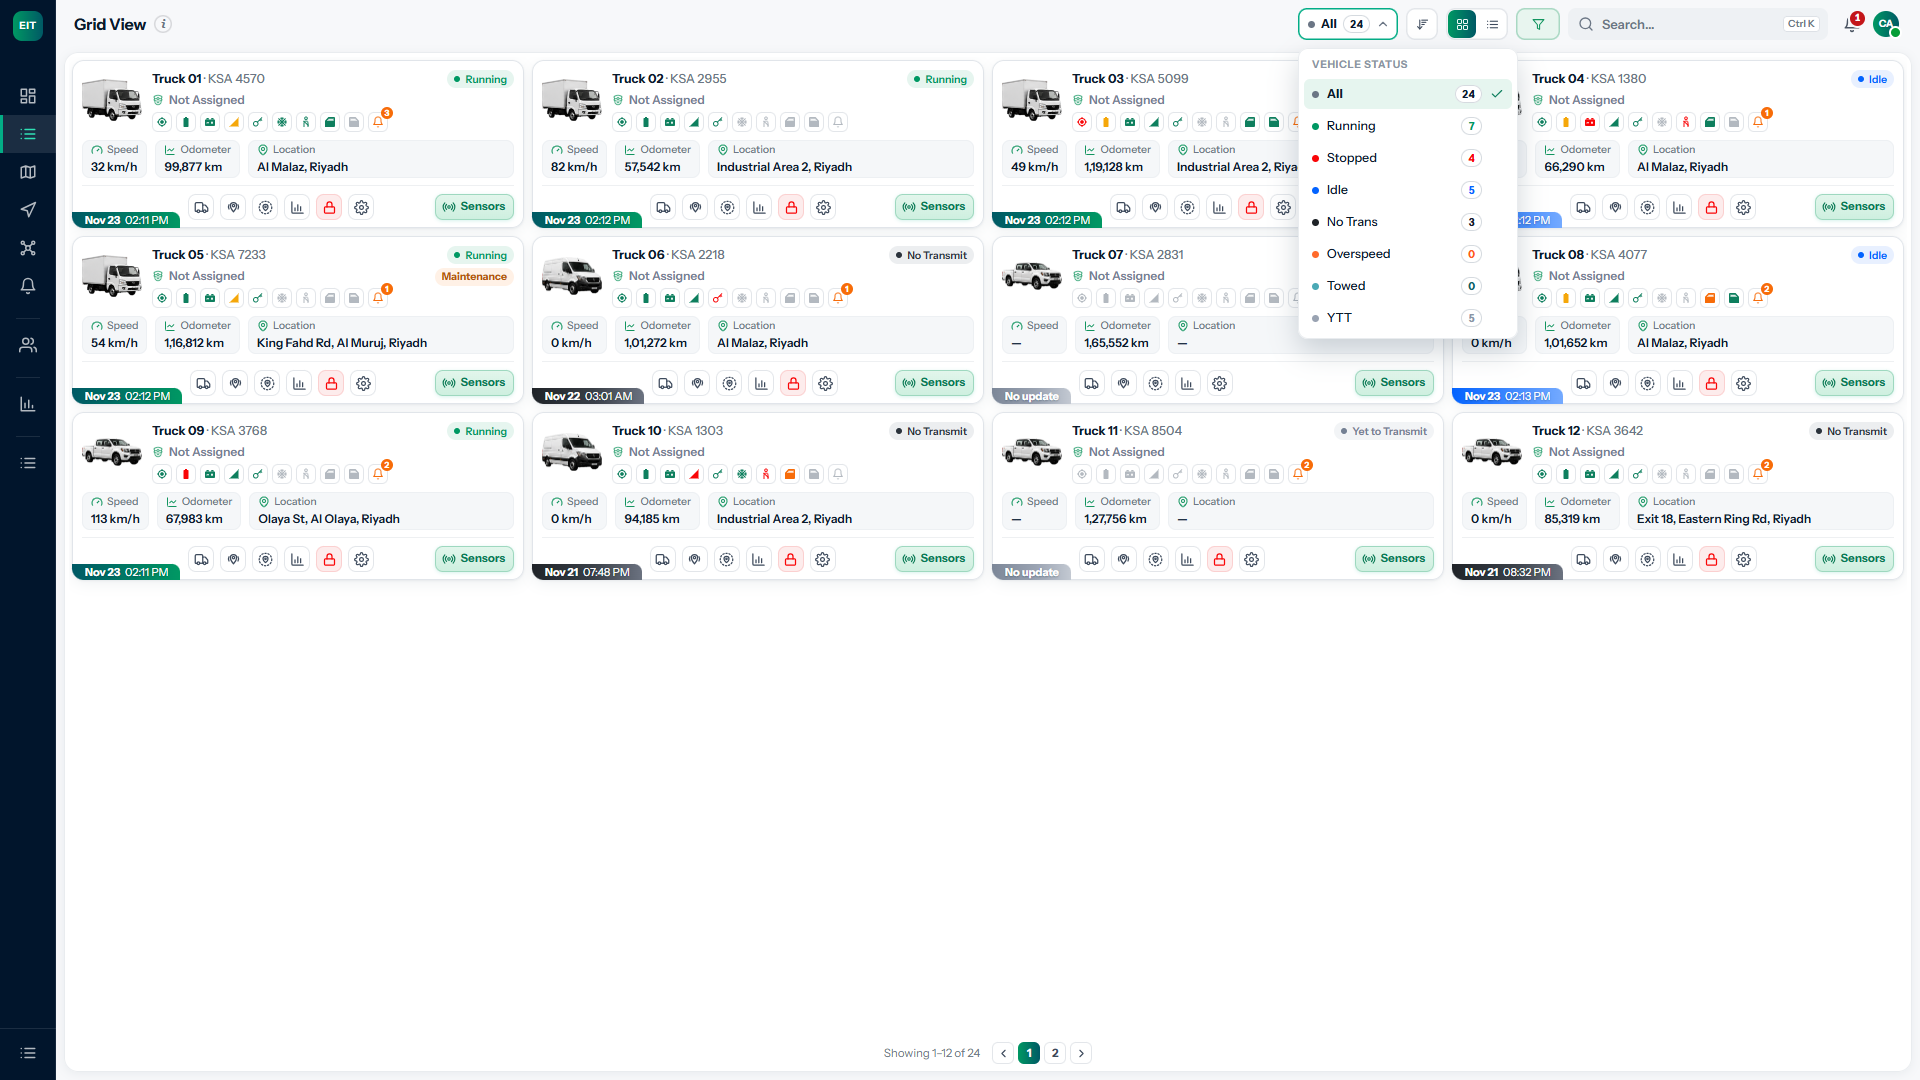 EIT
Grid View
All 24
Search...
Ctrl K
1
CA
VEHICLE STATUS
All 24
Running 7
Stopped 4
Idle 5
No Trans 3
Overspeed 0
Towed 0
YTT 5
Truck 01 · KSA 4570
Running
Not Assigned
3
Speed
32 km/h
Odometer
99,877 km
Location
Al Malaz, Riyadh
Nov 23 02:11 PM
Sensors
Truck 02 · KSA 2955
Running
Not Assigned
Speed
82 km/h
Odometer
57,542 km
Location
Industrial Area 2, Riyadh
Nov 23 02:12 PM
Sensors
Truck 03 · KSA 5099
Not Assigned
Speed
49 km/h
Odometer
1,19,128 km
Location
Industrial Area 2, Riya
Nov 23 02:12 PM
Truck 04 · KSA 1380
Idle
Not Assigned
1
Odometer
66,290 km
Location
Al Malaz, Riyadh
:12 PM
Sensors
Truck 05 · KSA 7233
Running
Not Assigned
Maintenance
1
Speed
54 km/h
Odometer
1,16,812 km
Location
King Fahd Rd, Al Muruj, Riyadh
Nov 23 02:12 PM
Sensors
Truck 06 · KSA 2218
No Transmit
Not Assigned
1
Speed
0 km/h
Odometer
1,01,272 km
Location
Al Malaz, Riyadh
Nov 22 03:01 AM
Sensors
Truck 07 · KSA 2831
Not Assigned
Speed
—
Odometer
1,65,552 km
Location
—
No update
Sensors
Truck 08 · KSA 4077
Idle
Not Assigned
2
0 km/h
Odometer
1,01,652 km
Location
Al Malaz, Riyadh
Nov 23 02:13 PM
Sensors
Truck 09 · KSA 3768
Running
Not Assigned
2
Speed
113 km/h
Odometer
67,983 km
Location
Olaya St, Al Olaya, Riyadh
Nov 23 02:11 PM
Sensors
Truck 10 · KSA 1303
No Transmit
Not Assigned
Speed
0 km/h
Odometer
94,185 km
Location
Industrial Area 2, Riyadh
Nov 21 07:48 PM
Sensors
Truck 11 · KSA 8504
Yet to Transmit
Not Assigned
2
Speed
—
Odometer
1,27,756 km
Location
—
No update
Sensors
Truck 12 · KSA 3642
No Transmit
Not Assigned
2
Speed
0 km/h
Odometer
85,319 km
Location
Exit 18, Eastern Ring Rd, Riyadh
Nov 21 08:32 PM
Sensors
Showing 1–12 of 24
1
2